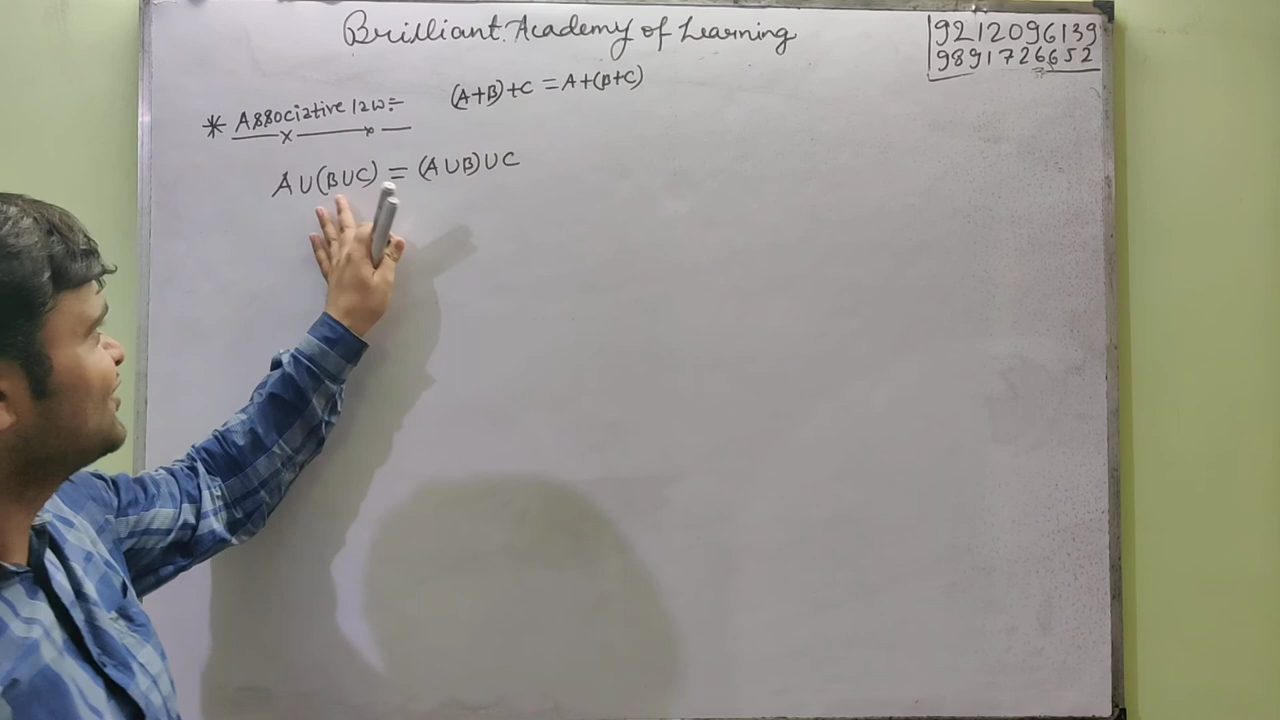 Brilliant Academy of Learning
9212096139
9891726652
* Associative law:-
(A+B)+C = A+(B+C)
A∪(B∪C) = (A∪B)∪C